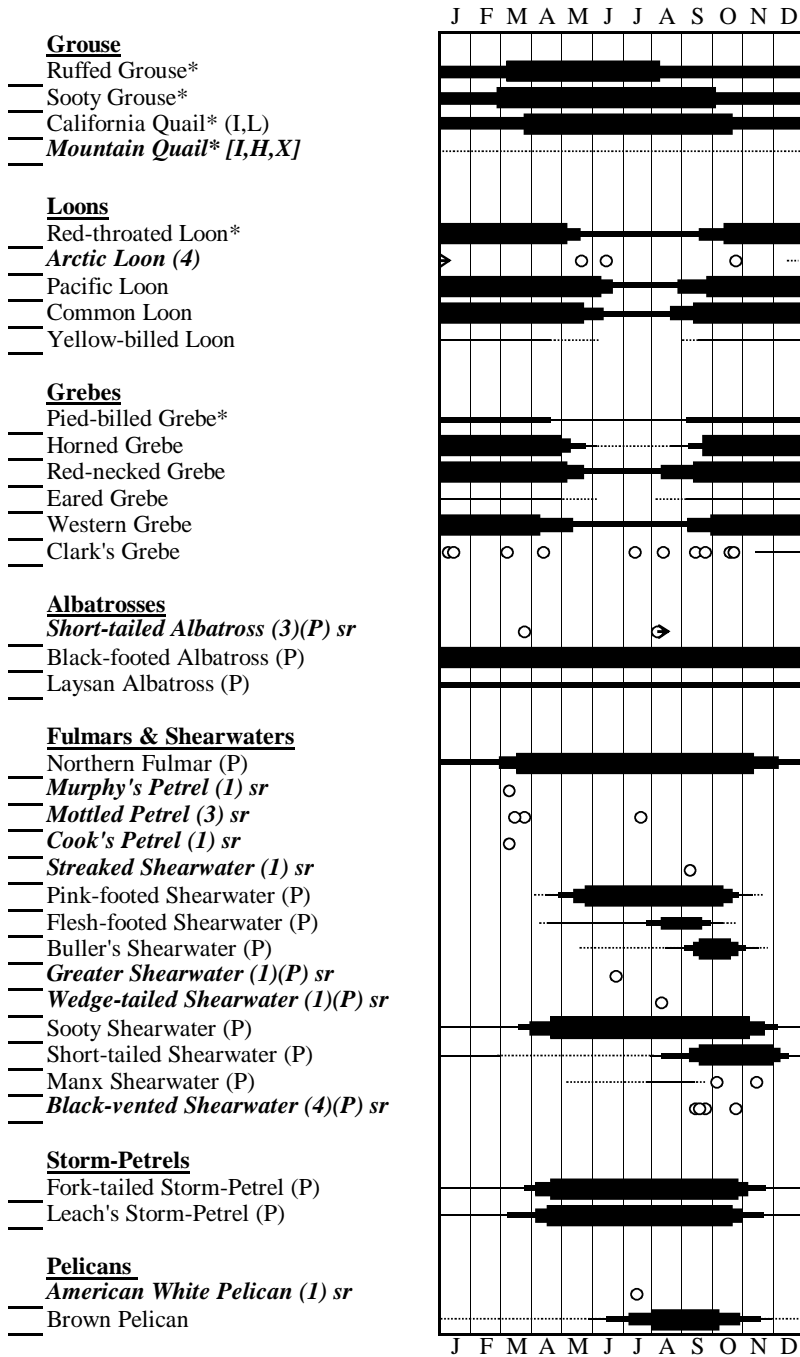 J F M A M J J A S O N D
Grouse
Ruffed Grouse*
Sooty Grouse*
California Quail* (I,L)
Mountain Quail* [I,H,X]
Loons
Red-throated Loon*
Arctic Loon (4)
Pacific Loon
Common Loon
Yellow-billed Loon
Grebes
Pied-billed Grebe*
Horned Grebe
Red-necked Grebe
Eared Grebe
Western Grebe
Clark's Grebe
Albatrosses
Short-tailed Albatross (3)(P) sr
Black-footed Albatross (P)
Laysan Albatross (P)
Fulmars & Shearwaters
Northern Fulmar (P)
Murphy's Petrel (1) sr
Mottled Petrel (3) sr
Cook's Petrel (1) sr
Streaked Shearwater (1) sr
Pink-footed Shearwater (P)
Flesh-footed Shearwater (P)
Buller's Shearwater (P)
Greater Shearwater (1)(P) sr
Wedge-tailed Shearwater (1)(P) sr
Sooty Shearwater (P)
Short-tailed Shearwater (P)
Manx Shearwater (P)
Black-vented Shearwater (4)(P) sr
Storm-Petrels
Fork-tailed Storm-Petrel (P)
Leach's Storm-Petrel (P)
Pelicans
American White Pelican (1) sr
Brown Pelican
J F M A M J J A S O N D